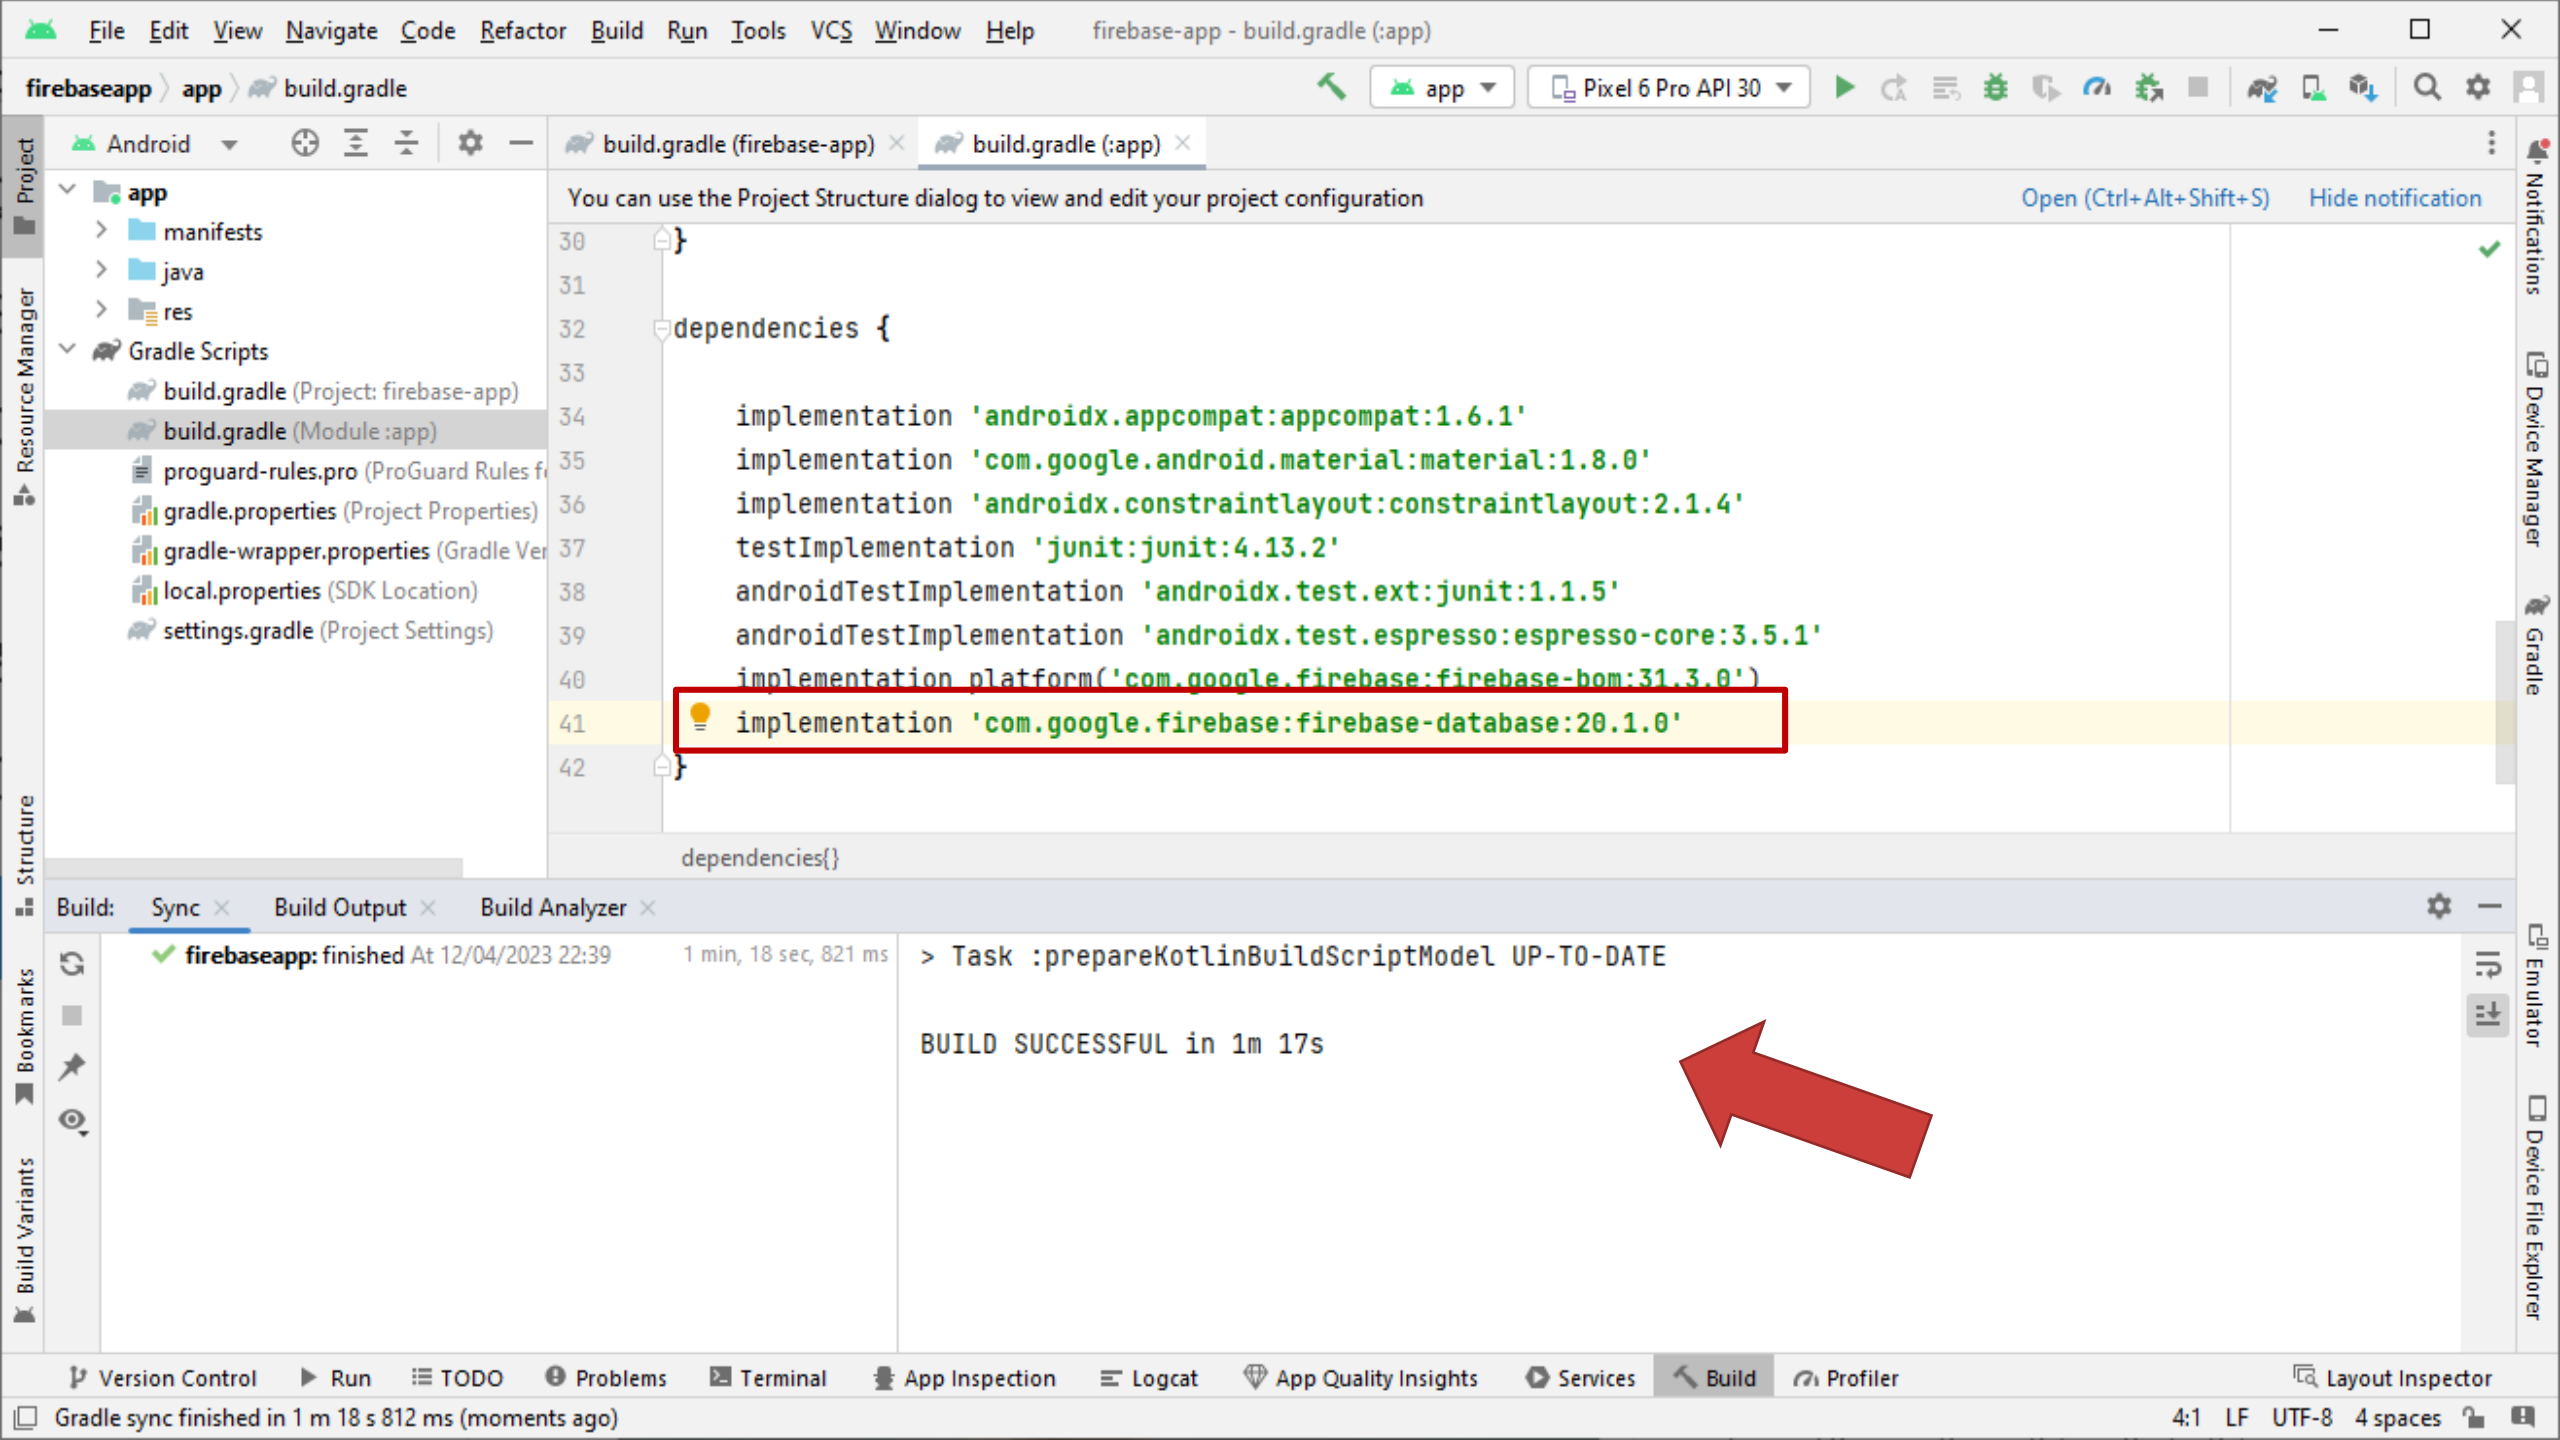 File Edit View Navigate Code Refactor Build Run Tools VCS Window Help firebase-app - build.gradle (:app)
firebaseapp app build.gradle
app Pixel 6 Pro API 30
Android
build.gradle (firebase-app) build.gradle (:app)
You can use the Project Structure dialog to view and edit your project configuration Open (Ctrl+Alt+Shift+S) Hide notification
app
manifests
java
res
Gradle Scripts
build.gradle (Project: firebase-app)
build.gradle (Module :app)
proguard-rules.pro (ProGuard Rules f
gradle.properties (Project Properties)
gradle-wrapper.properties (Gradle Ver
local.properties (SDK Location)
settings.gradle (Project Settings)
30 }
31
32 dependencies {
33
34 implementation 'androidx.appcompat:appcompat:1.6.1'
35 implementation 'com.google.android.material:material:1.8.0'
36 implementation 'androidx.constraintlayout:constraintlayout:2.1.4'
37 testImplementation 'junit:junit:4.13.2'
38 androidTestImplementation 'androidx.test.ext:junit:1.1.5'
39 androidTestImplementation 'androidx.test.espresso:espresso-core:3.5.1'
40 implementation platform('com.google.firebase:firebase-bom:31.3.0')
41 implementation 'com.google.firebase:firebase-database:20.1.0'
42 }
dependencies{}
Project
Resource Manager
Structure
Bookmarks
Build Variants
Notifications
Device Manager
Gradle
Emulator
Device File Explorer
Build: Sync Build Output Build Analyzer
firebaseapp: finished At 12/04/2023 22:39 1 min, 18 sec, 821 ms
> Task :prepareKotlinBuildScriptModel UP-TO-DATE
BUILD SUCCESSFUL in 1m 17s
Version Control Run TODO Problems Terminal App Inspection Logcat App Quality Insights Services Build Profiler Layout Inspector
Gradle sync finished in 1 m 18 s 812 ms (moments ago) 4:1 LF UTF-8 4 spaces